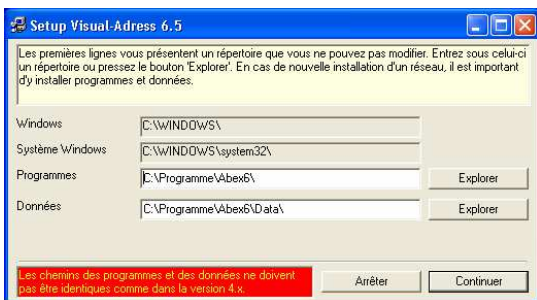 Setup Visual-Adress 6.5
Les premières lignes vous présentent un répertoire que vous ne pouvez pas modifier. Entrez sous celui-ci
un répertoire ou pressez le bouton 'Explorer'. En cas de nouvelle installation d'un réseau, il est important
d'y installer programmes et données.
Windows C:\WINDOWS\
Système Windows C:\WINDOWS\system32\
Programmes C:\Programme\Abex6\ Explorer
Données C:\Programme\Abex6\Data\ Explorer
Les chemins des programmes et des données ne doivent
pas être identiques comme dans la version 4.x.
Arrêter Continuer